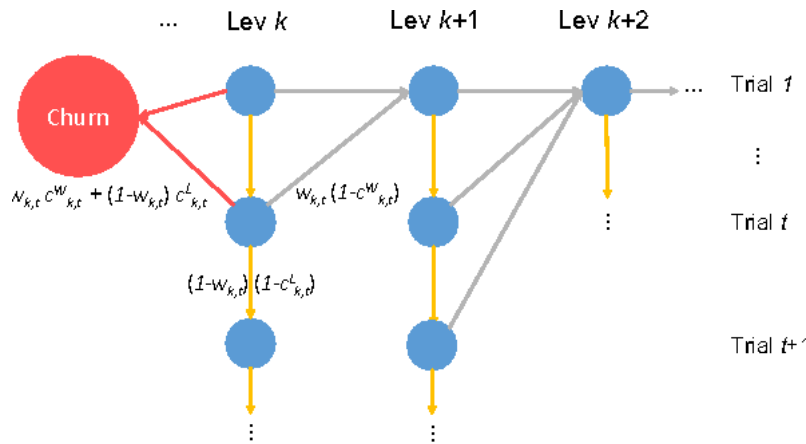 ... Lev k Lev k+1 Lev k+2
Churn
... Trial 1
⋮
w_{k,t} c^W_{k,t} + (1-w_{k,t}) c^L_{k,t}
w_{k,t} (1-c^W_{k,t})
⋮ Trial t
(1-w_{k,t}) (1-c^L_{k,t})
Trial t+1
⋮ ⋮